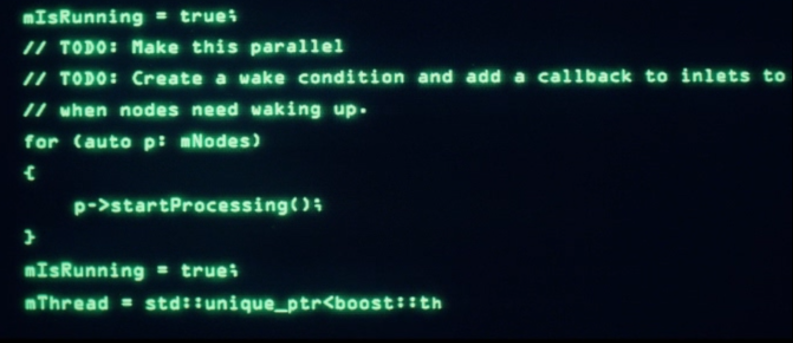 mIsRunning = true;
// TODO: Make this parallel
// TODO: Create a wake condition and add a callback to inlets to
// when nodes need waking up.
for (auto p: mNodes)
{
    p->startProcessing();
}
mIsRunning = true;
mThread = std::unique_ptr<boost::th